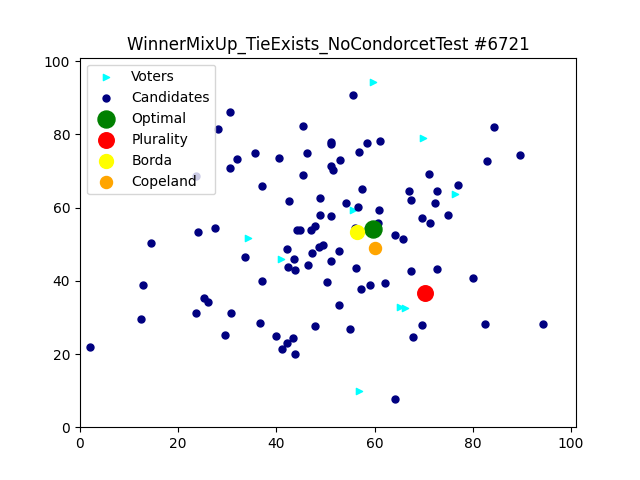 WinnerMixUp_TieExists_NoCondorcetTest #6721
Voters
Candidates
Optimal
Plurality
Borda
Copeland
100
80
60
40
20
0
0 20 40 60 80 100